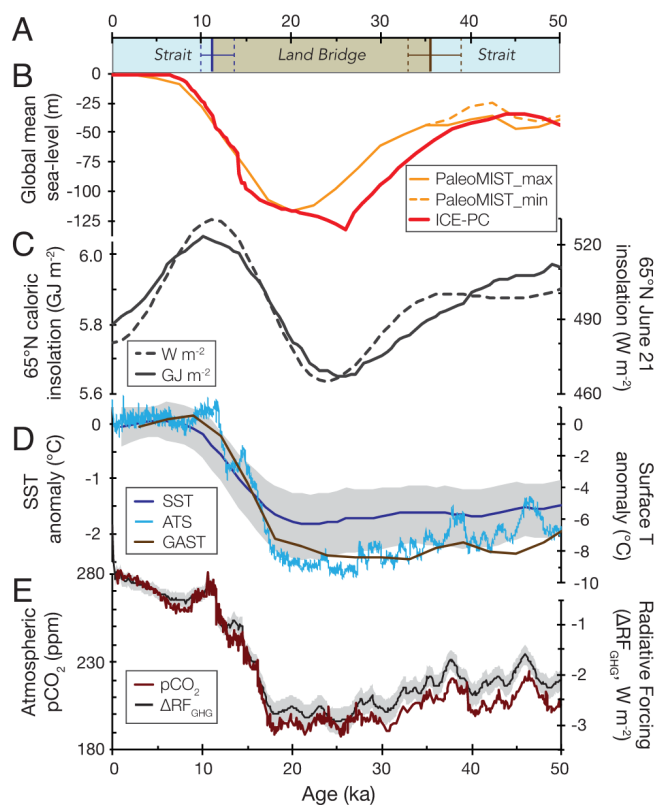 A
0 10 20 30 40 50
Strait Land Bridge Strait
B
Global mean
sea-level (m)
0
-25
-50
-75
-100
-125
PaleoMIST_max
PaleoMIST_min
ICE-PC
C
65°N caloric
insolation (GJ m-2)
6.0
5.8
5.6
W m-2
GJ m-2
520
490
460
65°N June 21
insolation
(W m-2)
D
SST
anomaly (°C)
0
-1
-2
SST
ATS
GAST
0
-2
-4
-6
-8
-10
Surface T
anomaly
(°C)
E
Atmospheric
pCO2 (ppm)
280
230
180
pCO2
ΔRFGHG
-1
-2
-3
Radiative Forcing
(ΔRFGHG, W m-2)
0 10 20 30 40 50
Age (ka)